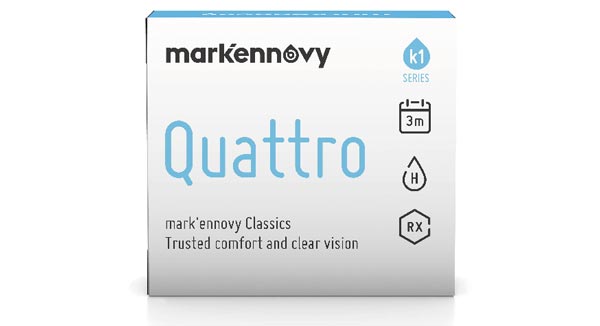 mark'ennovy
k1
SERIES
3m
Quattro
H
mark'ennovy Classics
RX
Trusted comfort and clear vision